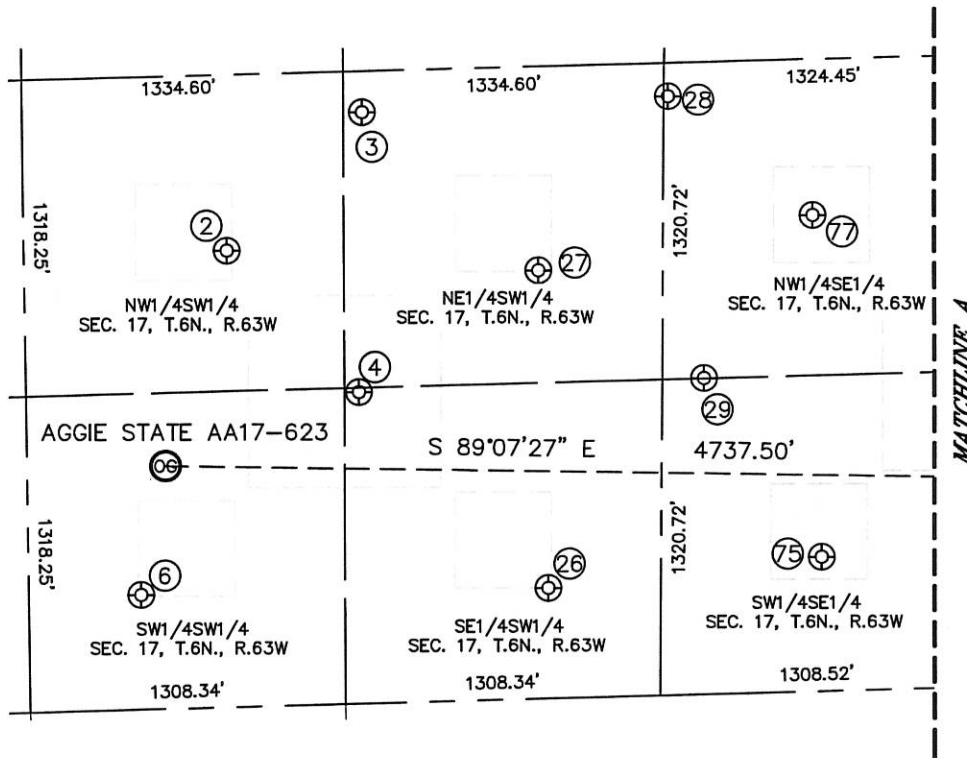 1334.60'
1334.60'
1324.45'
28
3
1318.25'
2
1320.72'
77
27
NW1/4SW1/4
SEC. 17, T.6N., R.63W
NE1/4SW1/4
SEC. 17, T.6N., R.63W
NW1/4SE1/4
SEC. 17, T.6N., R.63W
MATCHLINE A
4
29
AGGIE STATE AA17-623
S 89°07'27" E
4737.50'
06
1318.25'
1320.72'
75
6
26
SW1/4SW1/4
SEC. 17, T.6N., R.63W
SE1/4SW1/4
SEC. 17, T.6N., R.63W
SW1/4SE1/4
SEC. 17, T.6N., R.63W
1308.34'
1308.34'
1308.52'